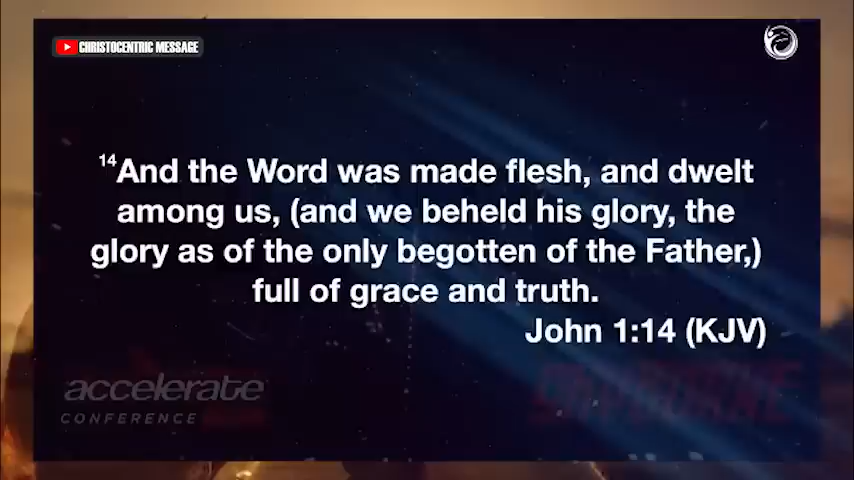 CHRISTOCENTRIC MESSAGE
14And the Word was made flesh, and dwelt
among us, (and we beheld his glory, the
glory as of the only begotten of the Father,)
full of grace and truth.
John 1:14 (KJV)
accelerate
CONFERENCE